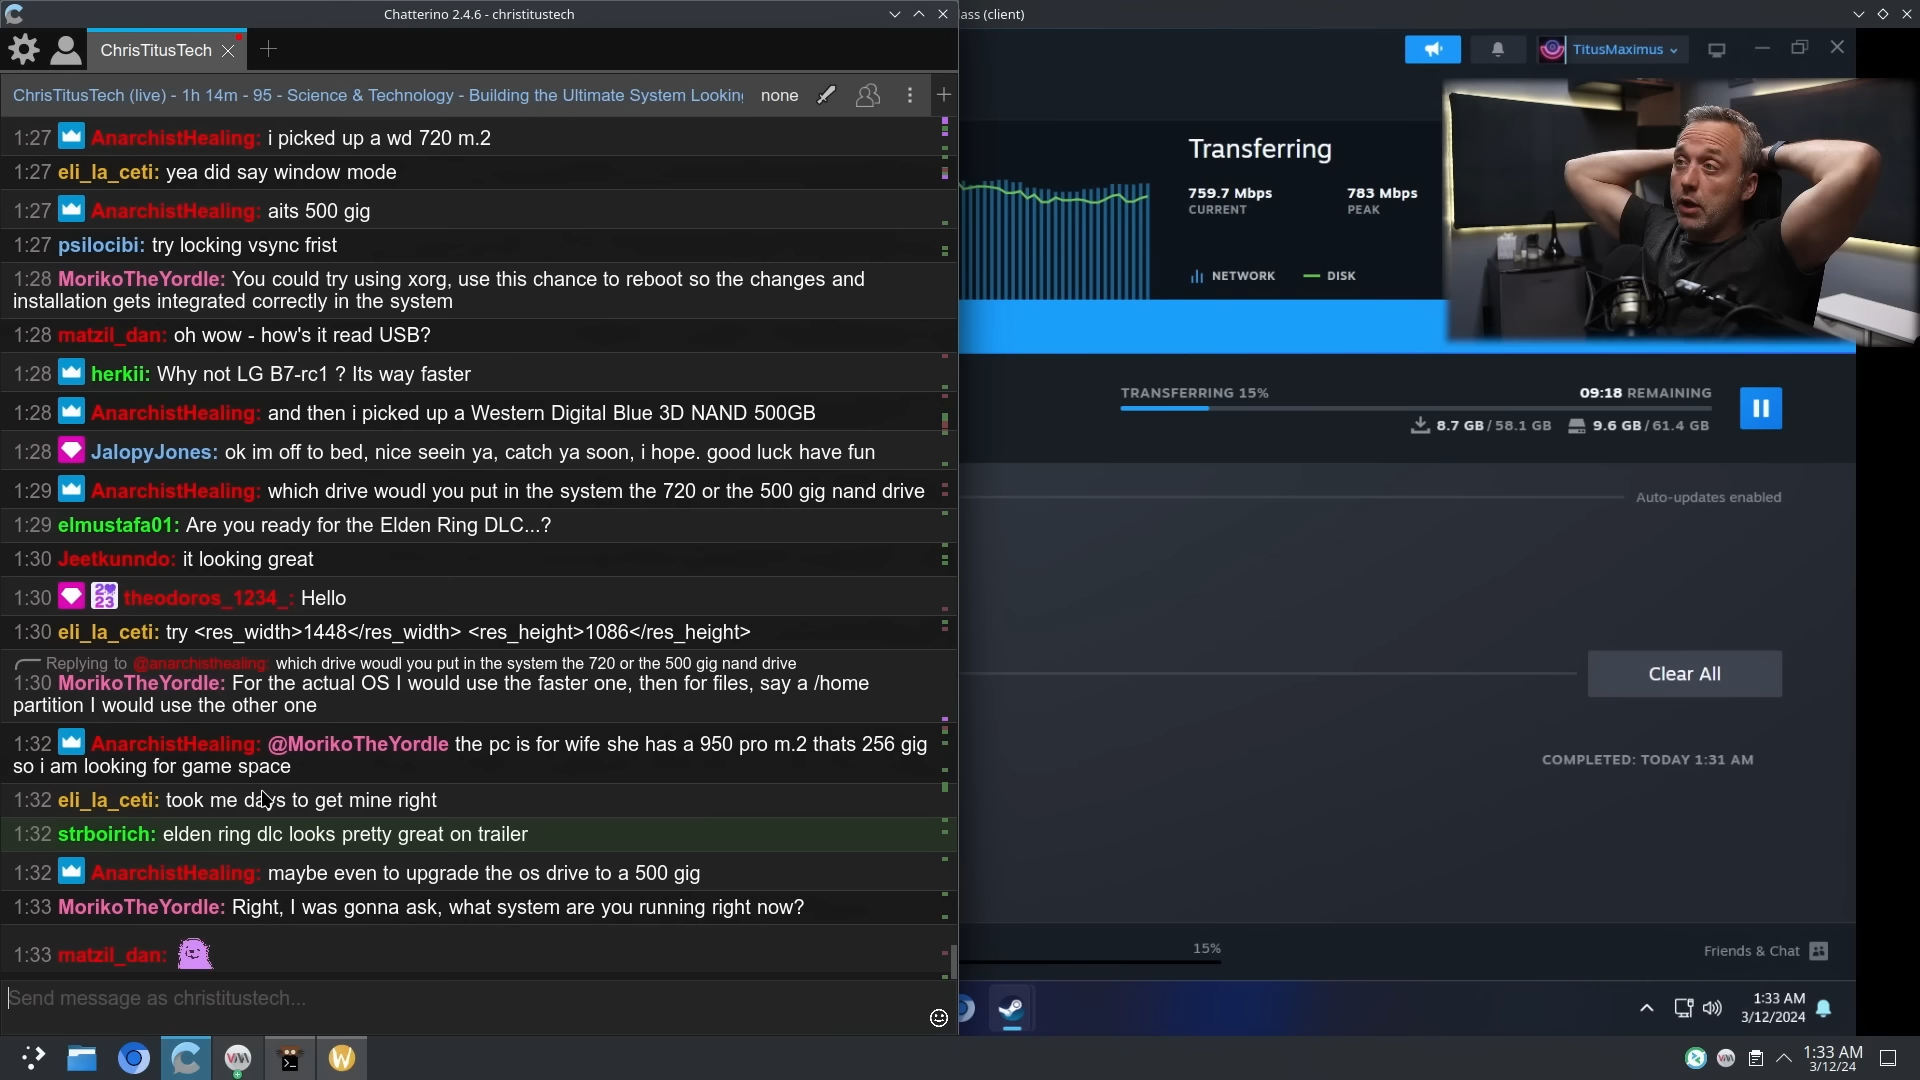 Chatterino 2.4.6 - christitustech
ass (client)
ChrisTitusTech
TitusMaximus
ChrisTitusTech (live) - 1h 14m - 95 - Science & Technology - Building the Ultimate System Lookin
none
1:27 AnarchistHealing: i picked up a wd 720 m.2
1:27 eli_la_ceti: yea did say window mode
1:27 AnarchistHealing: aits 500 gig
1:27 psilocibi: try locking vsync frist
1:28 MorikoTheYordle: You could try using xorg, use this chance to reboot so the changes and
installation gets integrated correctly in the system
1:28 matzil_dan: oh wow - how's it read USB?
1:28 herkii: Why not LG B7-rc1 ? Its way faster
1:28 AnarchistHealing: and then i picked up a Western Digital Blue 3D NAND 500GB
1:28 JalopyJones: ok im off to bed, nice seein ya, catch ya soon, i hope. good luck have fun
1:29 AnarchistHealing: which drive woudl you put in the system the 720 or the 500 gig nand drive
1:29 elmustafa01: Are you ready for the Elden Ring DLC...?
1:30 Jeetkunndo: it looking great
1:30 2 23 theodoros_1234_: Hello
1:30 eli_la_ceti: try <res_width>1448</res_width> <res_height>1086</res_height>
Replying to @anarchisthealing: which drive woudl you put in the system the 720 or the 500 gig nand drive
1:30 MorikoTheYordle: For the actual OS I would use the faster one, then for files, say a /home
partition I would use the other one
1:32 AnarchistHealing: @MorikoTheYordle the pc is for wife she has a 950 pro m.2 thats 256 gig
so i am looking for game space
1:32 eli_la_ceti: took me days to get mine right
1:32 strboirich: elden ring dlc looks pretty great on trailer
1:32 AnarchistHealing: maybe even to upgrade the os drive to a 500 gig
1:33 MorikoTheYordle: Right, I was gonna ask, what system are you running right now?
1:33 matzil_dan:
Send message as christitustech...
Transferring
759.7 Mbps
CURRENT
783 Mbps
PEAK
NETWORK
DISK
TRANSFERRING 15%
09:18 REMAINING
8.7 GB / 58.1 GB
9.6 GB / 61.4 GB
Auto-updates enabled
Clear All
COMPLETED: TODAY 1:31 AM
15%
Friends & Chat
1:33 AM
3/12/2024
1:33 AM
3/12/24